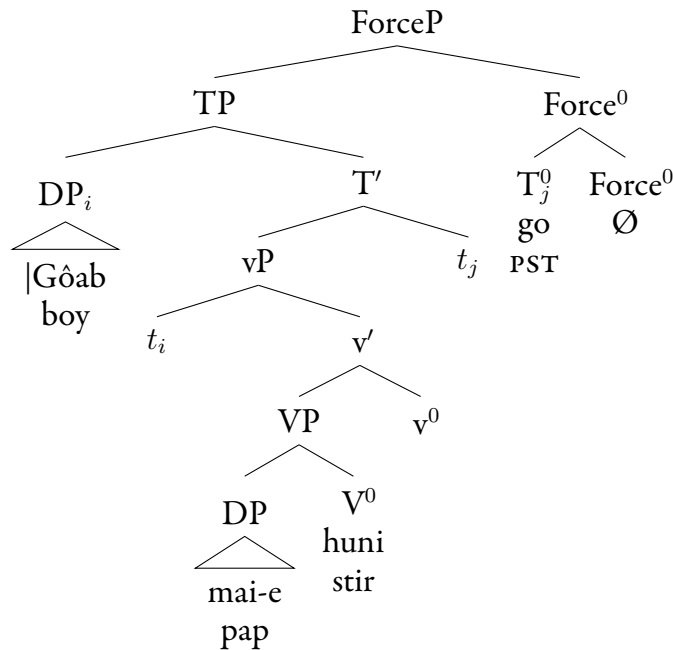 ForceP
TP Force⁰
DPᵢ T′ T⁰ⱼ Force⁰
|Gôab go Ø
boy vP tⱼ PST
tᵢ v′
VP v⁰
DP V⁰
huni
mai-e stir
pap